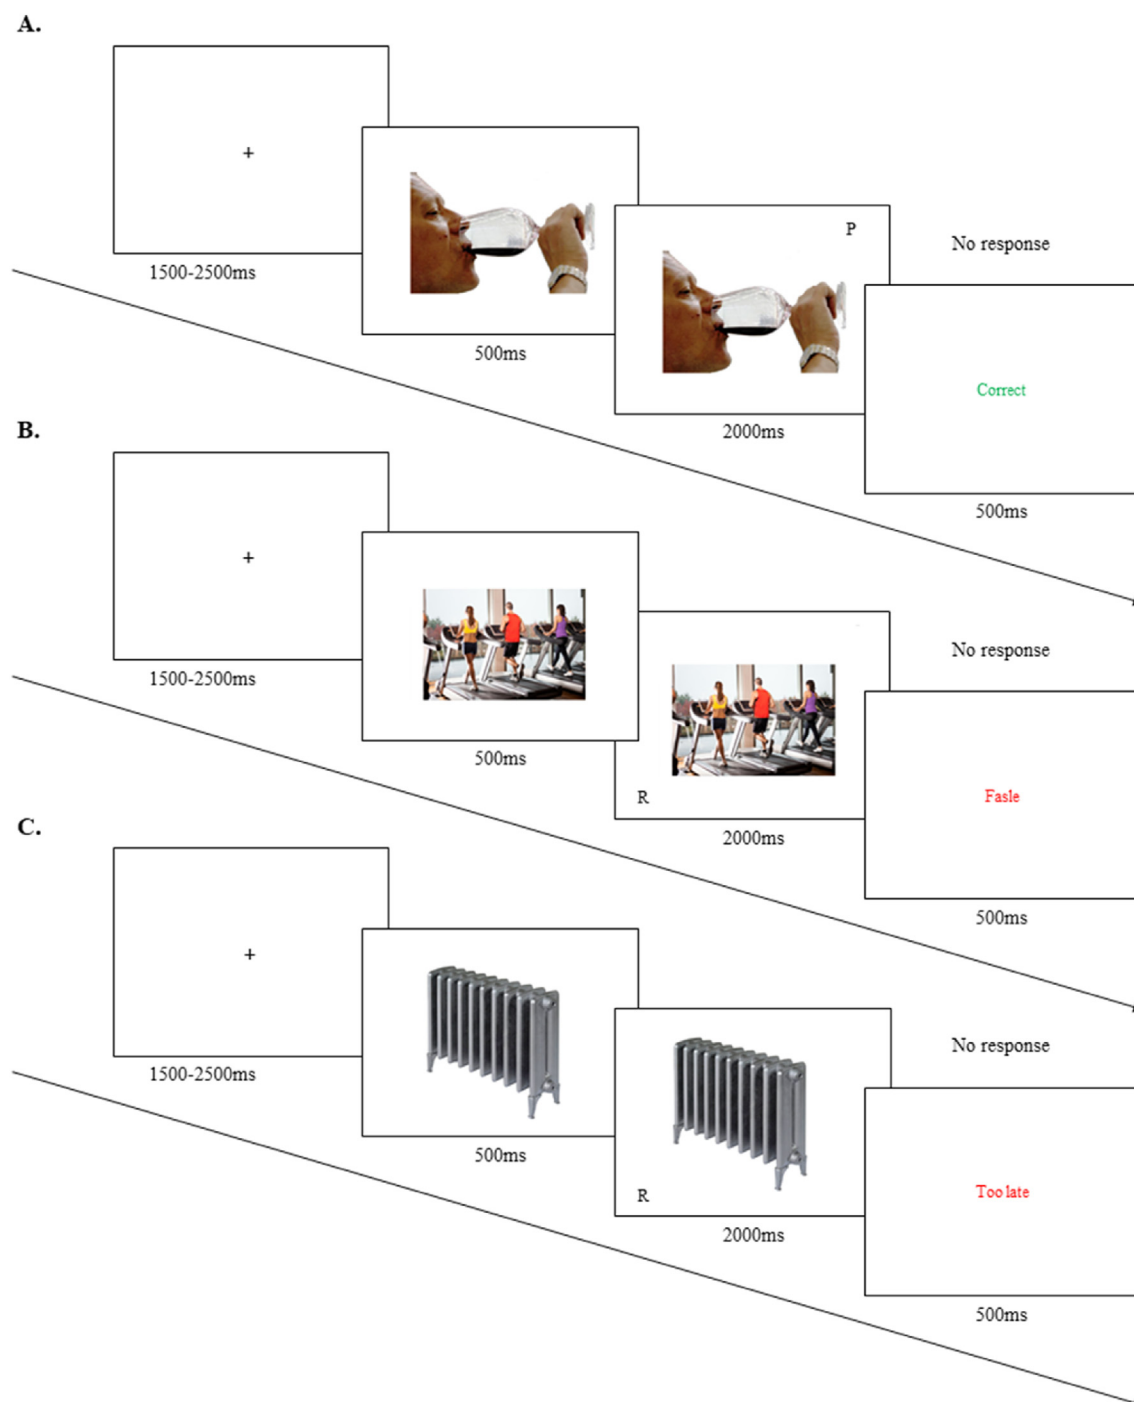 A.
+
1500-2500ms
500ms
P
2000ms
No response
Correct
500ms
B.
+
1500-2500ms
500ms
R
2000ms
No response
Fasle
500ms
C.
+
1500-2500ms
500ms
R
2000ms
No response
Too late
500ms